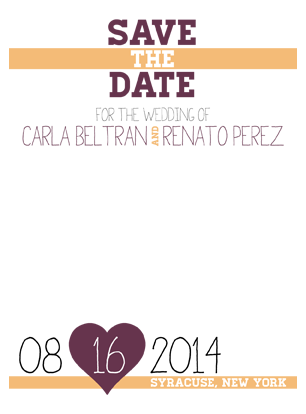 SAVE
THE
DATE
FOR THE WEDDING OF
CARLA BELTRAN AND RENATO PEREZ
08 16 2014
SYRACUSE, NEW YORK